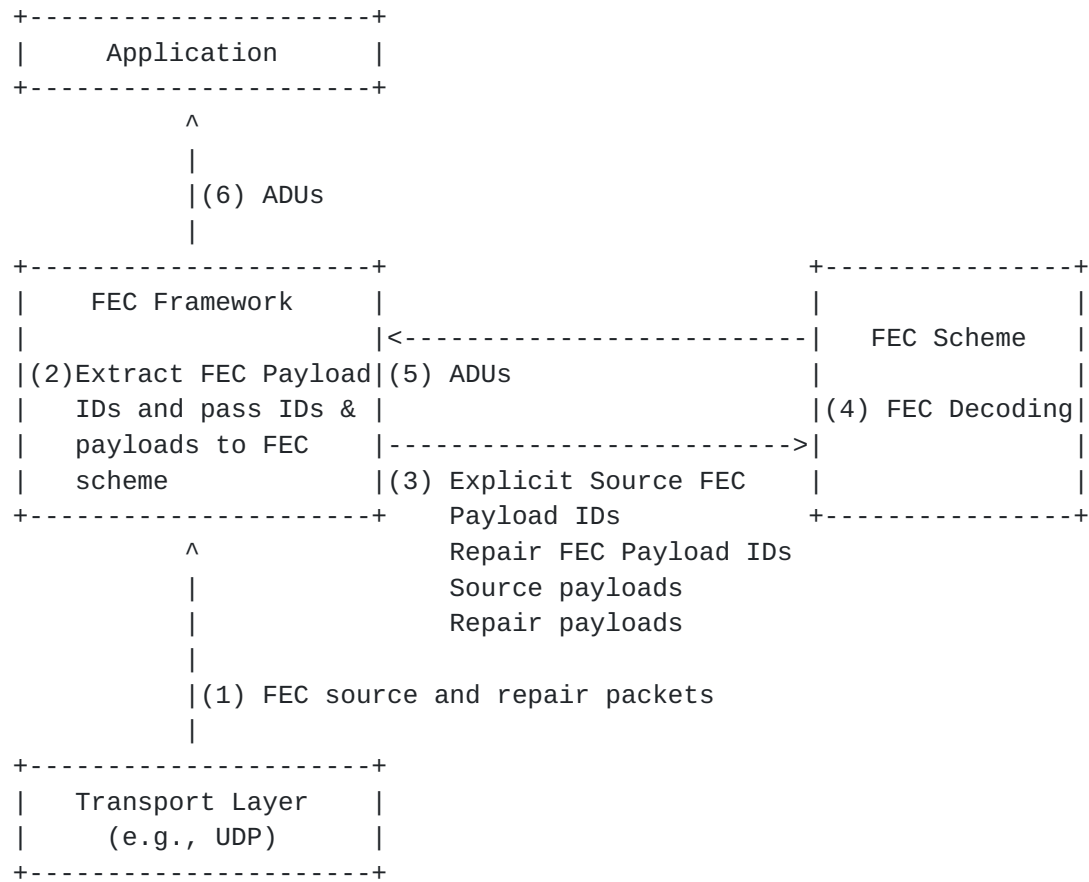 Application
(6) ADUs
FEC Framework
FEC Scheme
(2)Extract FEC Payload
IDs and pass IDs &
payloads to FEC
scheme
(5) ADUs
(4) FEC Decoding
(3) Explicit Source FEC
Payload IDs
Repair FEC Payload IDs
Source payloads
Repair payloads
(1) FEC source and repair packets
Transport Layer
(e.g., UDP)